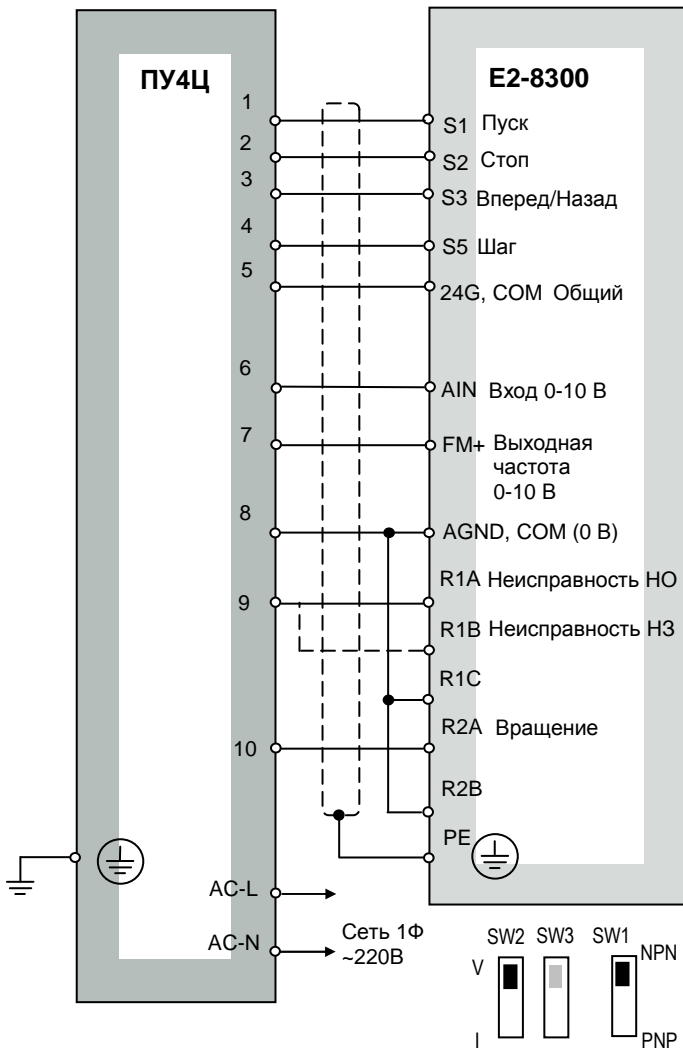 ПУ4Ц
E2-8300
1
S1 Пуск
2
S2 Стоп
3
S3 Вперед/Назад
4
S5 Шаг
5
24G, COM Общий
6
AIN Вход 0-10 В
7
FM+ Выходная
частота
0-10 В
8
AGND, COM (0 В)
R1A Неисправность НО
9
R1B Неисправность НЗ
R1C
R2A Вращение
10
R2B
PE
AC-L
AC-N
Сеть 1Ф
~220В
SW2 SW3 SW1
V
NPN
I
PNP